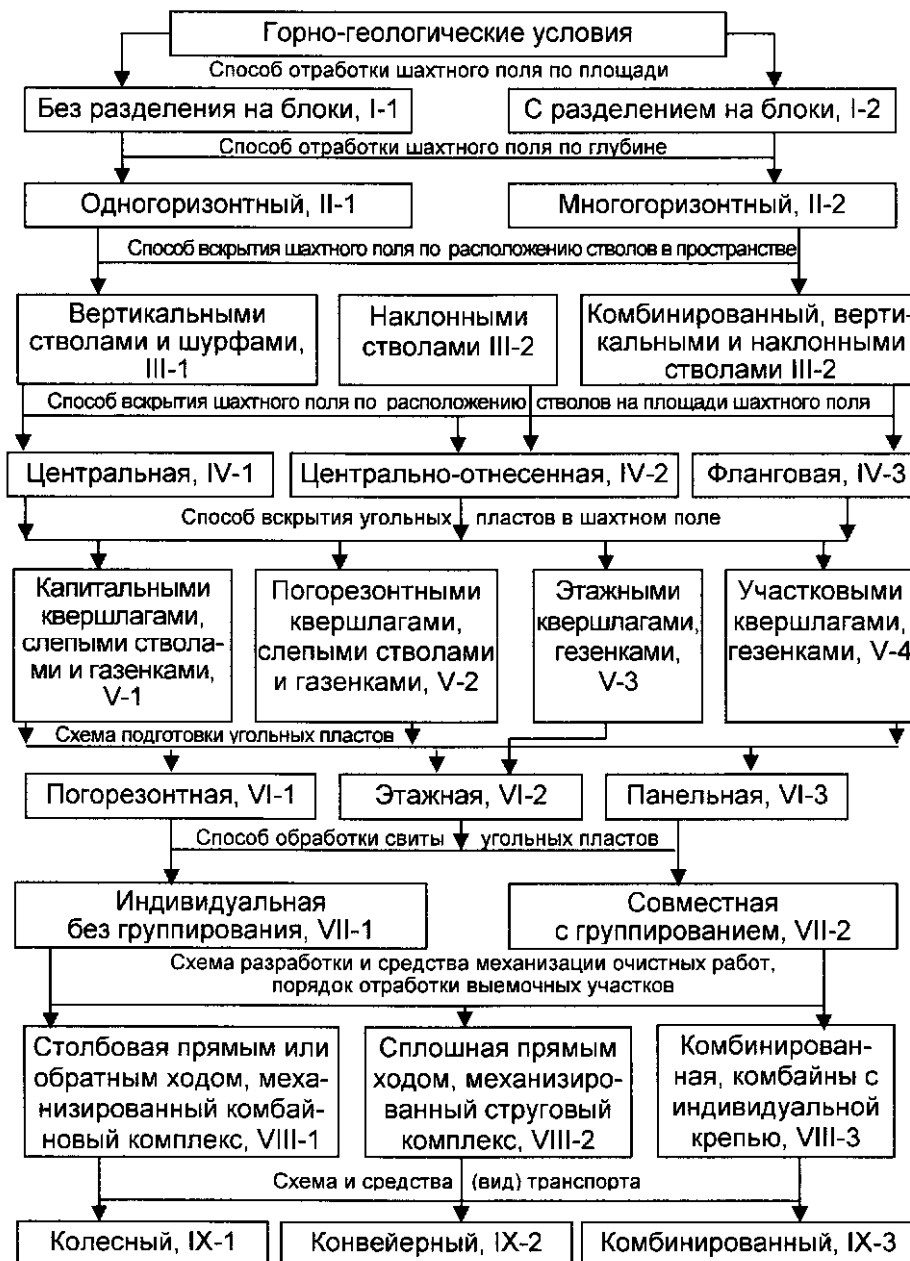 Горно-геологические условия
Способ отработки шахтного поля по площади
Без разделения на блоки, I-1
С разделением на блоки, I-2
Способ отработки шахтного поля по глубине
Одногоризонтный, II-1
Многогоризонтный, II-2
Способ вскрытия шахтного поля по расположению стволов в пространстве
Вертикальными
стволами и шурфами,
III-1
Наклонными
стволами III-2
Комбинированный, верти-
кальными и наклонными
стволами III-2
Способ вскрытия шахтного поля по расположению стволов на площади шахтного поля
Центральная, IV-1
Центрально-отнесенная, IV-2
Фланговая, IV-3
Способ вскрытия угольных пластов в шахтном поле
Капитальными
квершлагами,
слепыми ствола-
ми и газенками,
V-1
Погоризонтными
квершлагами,
слепыми стволами
и газенками, V-2
Этажными
квершлагами,
гезенками,
V-3
Участковыми
квершлагами,
гезенками, V-4
Схема подготовки угольных пластов
Погорезонтная, VI-1
Этажная, VI-2
Панельная, VI-3
Способ обработки свиты угольных пластов
Индивидуальная
без группирования, VII-1
Совместная
с группированием, VII-2
Схема разработки и средства механизации очистных работ,
порядок отработки выемочных участков
Столбовая прямым или
обратным ходом, меха-
низированный комбай-
новый комплекс, VIII-1
Сплошная прямым
ходом, механизиро-
ванный струговый
комплекс, VIII-2
Комбинирован-
ная, комбайны с
индивидуальной
крепью, VIII-3
Схема и средства (вид) транспорта
Колесный, IX-1
Конвейерный, IX-2
Комбинированный, IX-3